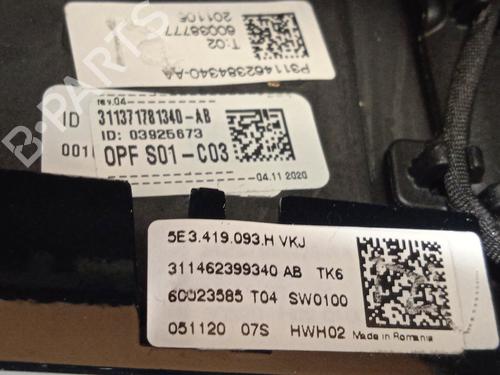 P311462384340-AA
T:02 60038777
201106
rev.04
ID 311371781340-AB
ID: 03925673
001
OPF S01-C03
04.11 2020
5E3.419.093.H VKJ
311462399340 AB TK6
60023585 T04 SW0100
051120 07S HWH02 Made in Romania